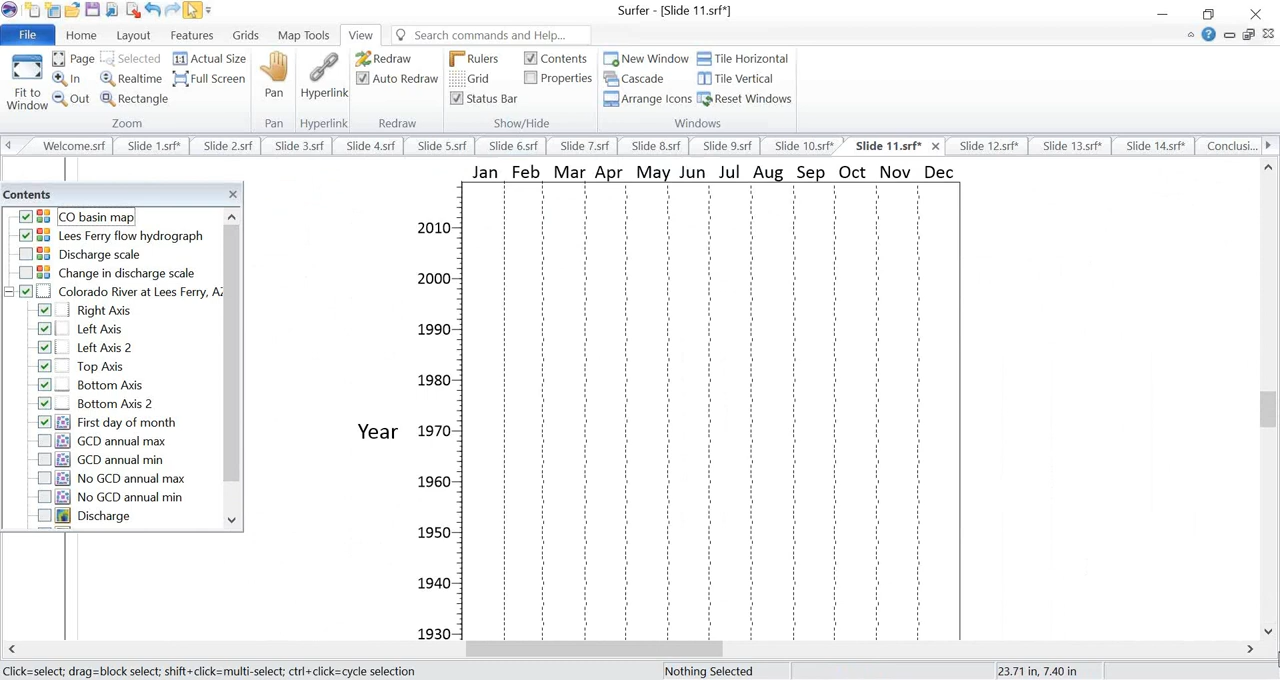 Surfer - [Slide 11.srf*]
File Home Layout Features Grids Map Tools View Search commands and Help...
Fit to Window
Page Selected Actual Size
In Realtime Full Screen
Out Rectangle
Zoom
Pan
Pan
Hyperlink
Hyperlink
Redraw
Auto Redraw
Redraw
Rulers Contents
Grid Properties
Status Bar
Show/Hide
New Window Tile Horizontal
Cascade Tile Vertical
Arrange Icons Reset Windows
Windows
Welcome.srf Slide 1.srf* Slide 2.srf Slide 3.srf Slide 4.srf Slide 5.srf Slide 6.srf Slide 7.srf Slide 8.srf Slide 9.srf Slide 10.srf* Slide 11.srf* Slide 12.srf* Slide 13.srf* Slide 14.srf* Conclusi...
Contents
CO basin map
Lees Ferry flow hydrograph
Discharge scale
Change in discharge scale
Colorado River at Lees Ferry, AZ
Right Axis
Left Axis
Left Axis 2
Top Axis
Bottom Axis
Bottom Axis 2
First day of month
GCD annual max
GCD annual min
No GCD annual max
No GCD annual min
Discharge
Jan Feb Mar Apr May Jun Jul Aug Sep Oct Nov Dec
2010
2000
1990
1980
Year
1970
1960
1950
1940
1930
Click=select; drag=block select; shift+click=multi-select; ctrl+click=cycle selection Nothing Selected 23.71 in, 7.40 in